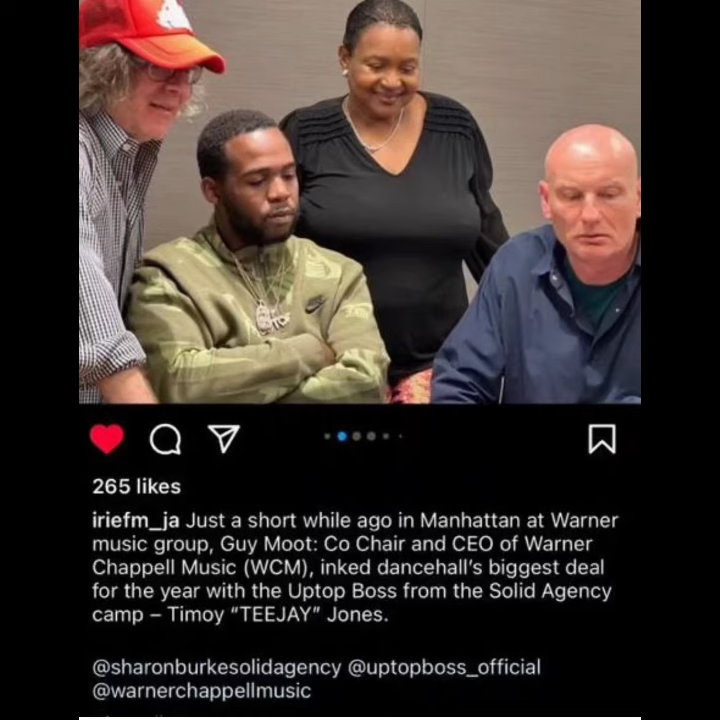 265 likes
iriefm_ja Just a short while ago in Manhattan at Warner
music group, Guy Moot: Co Chair and CEO of Warner
Chappell Music (WCM), inked dancehall's biggest deal
for the year with the Uptop Boss from the Solid Agency
camp – Timoy “TEEJAY” Jones.
@sharonburkesolidagency @uptopboss_official
@warnerchappellmusic